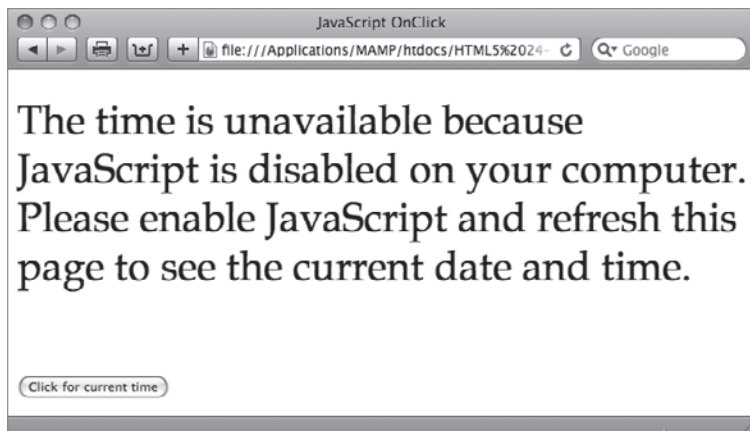 JavaScript OnClick
file:///Applications/MAMP/htdocs/HTML5%2024-
Google
The time is unavailable because
JavaScript is disabled on your computer.
Please enable JavaScript and refresh this
page to see the current date and time.
Click for current time